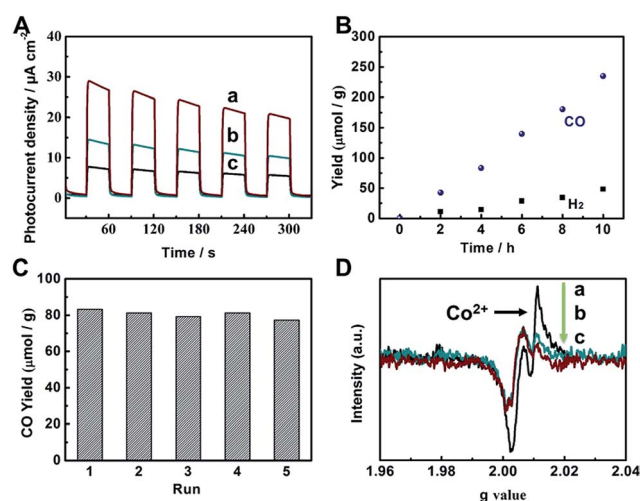 A
Photocurrent density / μA cm⁻²
40
30
20
10
0
a
b
c
60
120
180
240
300
Time / s
B
Yield (μmol / g)
300
250
200
150
100
50
0
CO
H₂
0
2
4
6
8
10
Time / h
C
CO Yield (μmol / g)
100
80
60
40
20
0
1
2
3
4
5
Run
D
Intensity (a.u.)
Co²⁺
a
b
c
1.96
1.98
2.00
2.02
2.04
g value